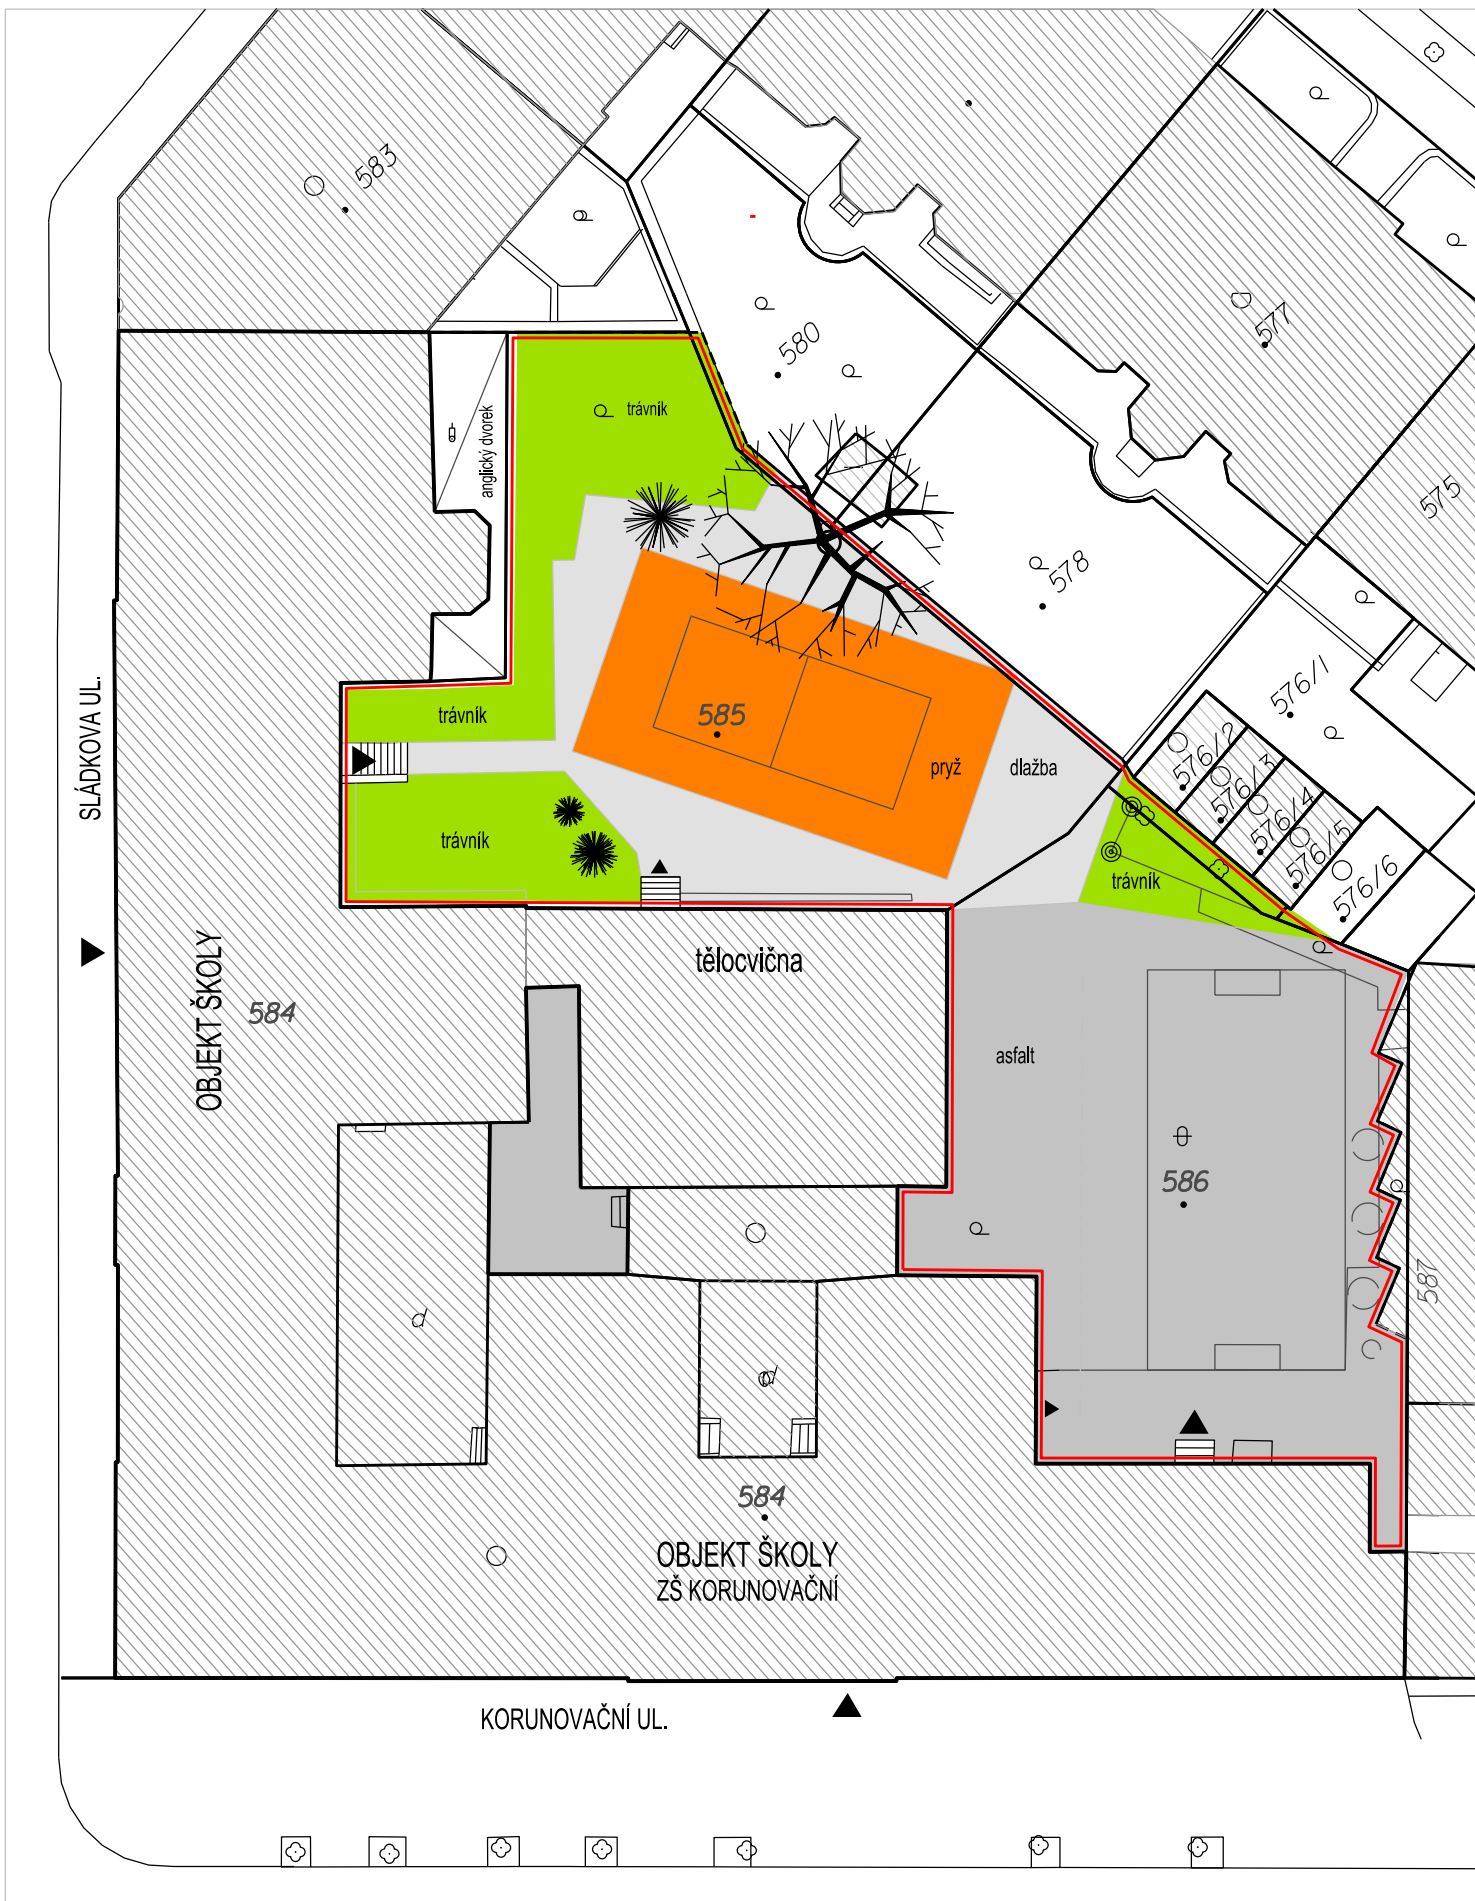 583
580
577
575
trávník
anglický dvorek
578
576/1
SLÁDKOVA UL.
trávník
585
pryž
dlažba
576/2
576/3
576/4
576/5
576/6
trávník
trávník
OBJEKT ŠKOLY
584
tělocvična
asfalt
586
587
584
OBJEKT ŠKOLY
ZŠ KORUNOVAČNÍ
KORUNOVAČNÍ UL.